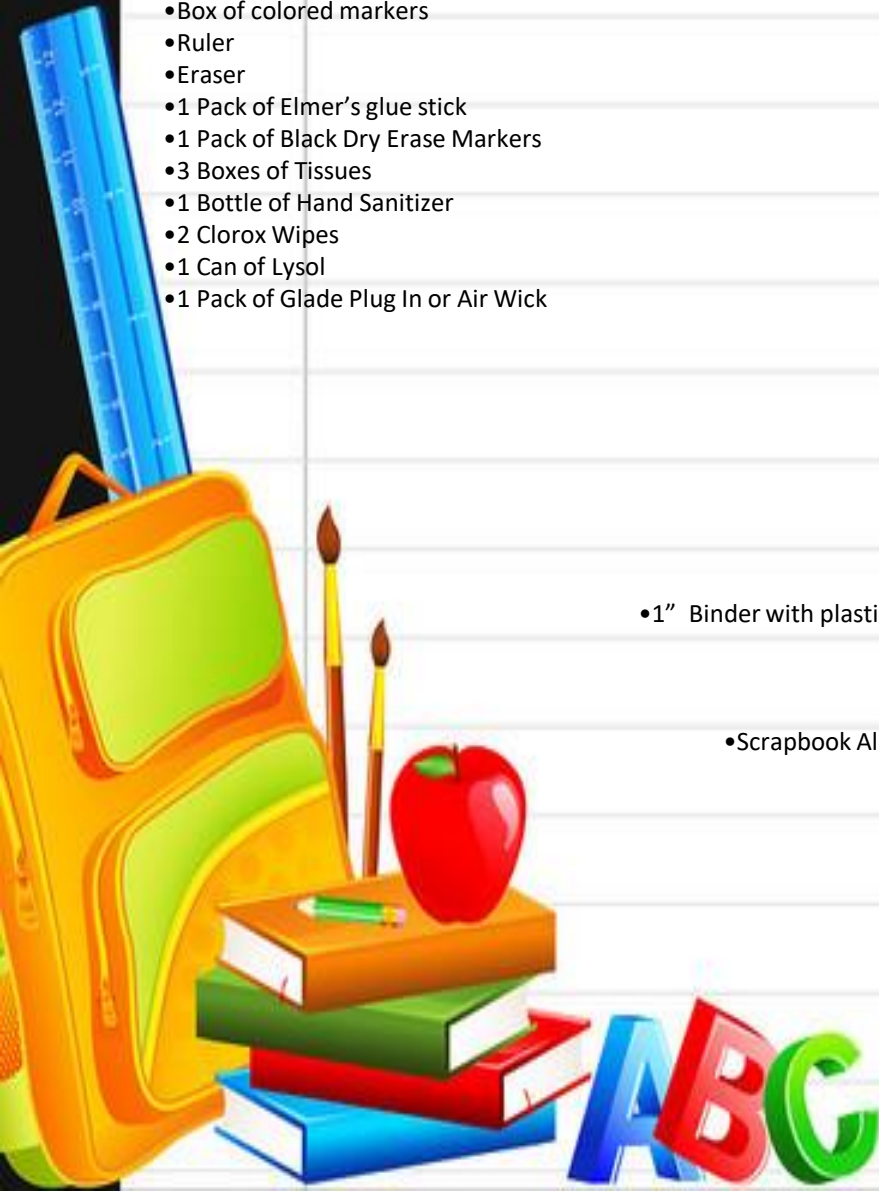 •Box of colored markers
•Ruler
•Eraser
•1 Pack of Elmer’s glue stick
•1 Pack of Black Dry Erase Markers
•3 Boxes of Tissues
•1 Bottle of Hand Sanitizer
•2 Clorox Wipes
•1 Can of Lysol
•1 Pack of Glade Plug In or Air Wick
•1” Binder with plasti
•Scrapbook Al
ABC